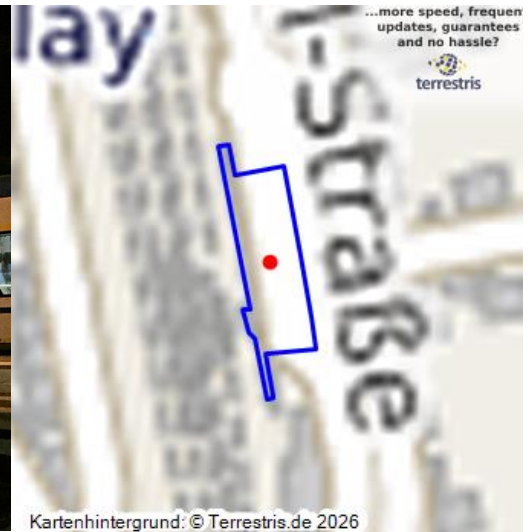 ...more speed, frequen
updates, guarantees
and no hassle?
terrestris
lay
l-straße
Kartenhintergrund: © Terrestris.de 2026